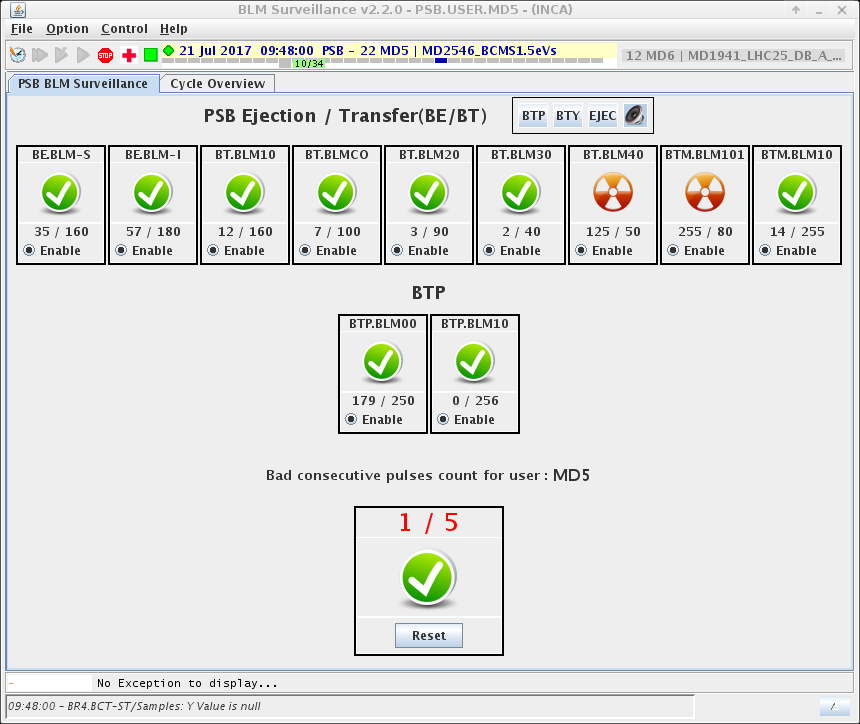 BLM Surveillance v2.2.0 - PSB.USER.MD5 - (INCA)
File Option Control Help
STOP
21 Jul 2017 09:48:00 PSB - 22 MD5 | MD2546_BCMS1.5eVs
10/34
12 MD6 | MD1941_LHC25_DB_A_...
PSB BLM Surveillance Cycle Overview
PSB Ejection / Transfer(BE/BT) BTP BTY EJEC
BE.BLM-S BE.BLM-I BT.BLM10 BT.BLMCO BT.BLM20 BT.BLM30 BT.BLM40 BTM.BLM101 BTM.BLM10
35 / 160 57 / 180 12 / 160 7 / 100 3 / 90 2 / 40 125 / 50 255 / 80 14 / 255
Enable Enable Enable Enable Enable Enable Enable Enable Enable
BTP
BTP.BLM00 BTP.BLM10
179 / 250 0 / 256
Enable Enable
Bad consecutive pulses count for user : MD5
1 / 5
Reset
- No Exception to display...
09:48:00 - BR4.BCT-ST/Samples: Y Value is null
/